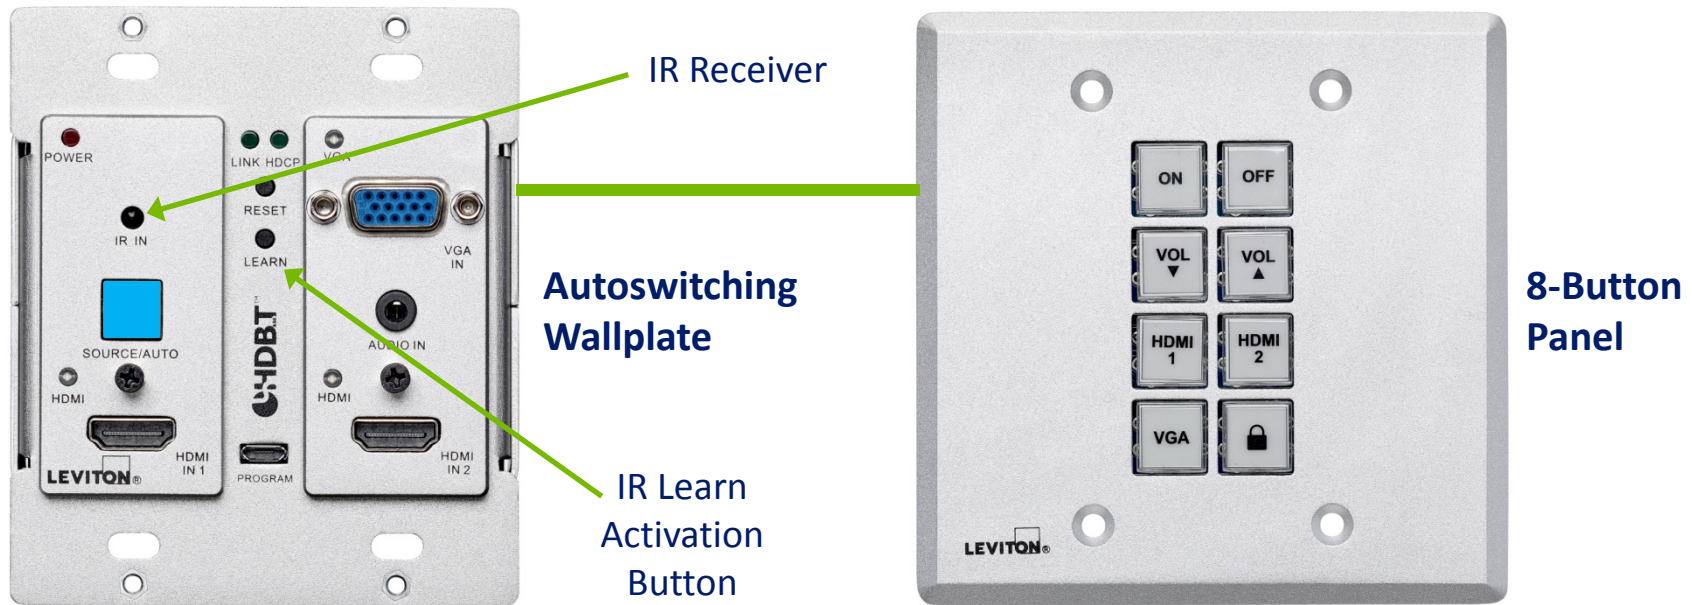 IR Receiver
POWER
LINK HDCP
VGA
RESET
IR IN
LEARN
VGA
IN
SOURCE/AUTO
HDBT™
AUDIO IN
HDMI
HDMI
HDMI
IN 1
HDMI
IN 2
LEVITON®
PROGRAM
Autoswitching
Wallplate
IR Learn
Activation
Button
ON
OFF
VOL
▼
VOL
▲
HDMI
1
HDMI
2
VGA
LEVITON®
8-Button
Panel